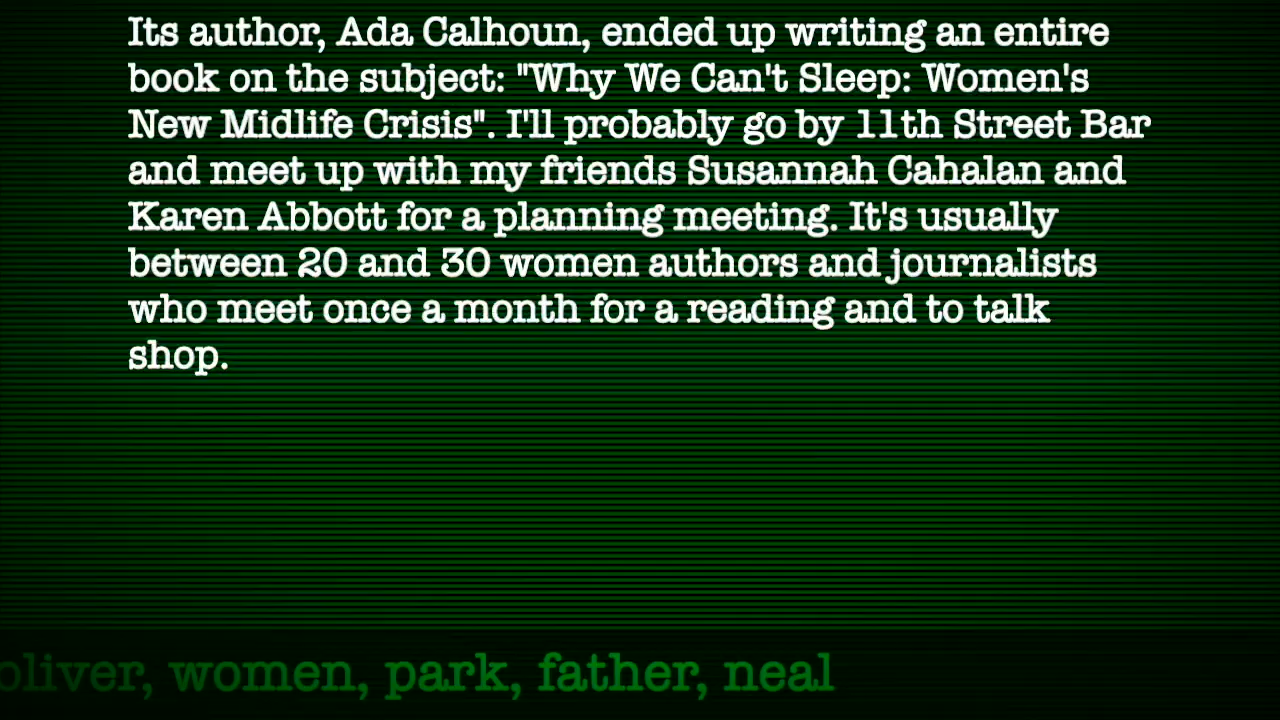 Its author, Ada Calhoun, ended up writing an entire
book on the subject: "Why We Can't Sleep: Women's
New Midlife Crisis". I'll probably go by 11th Street Bar
and meet up with my friends Susannah Cahalan and
Karen Abbott for a planning meeting. It's usually
between 20 and 30 women authors and journalists
who meet once a month for a reading and to talk
shop.
oliver, women, park, father, neal